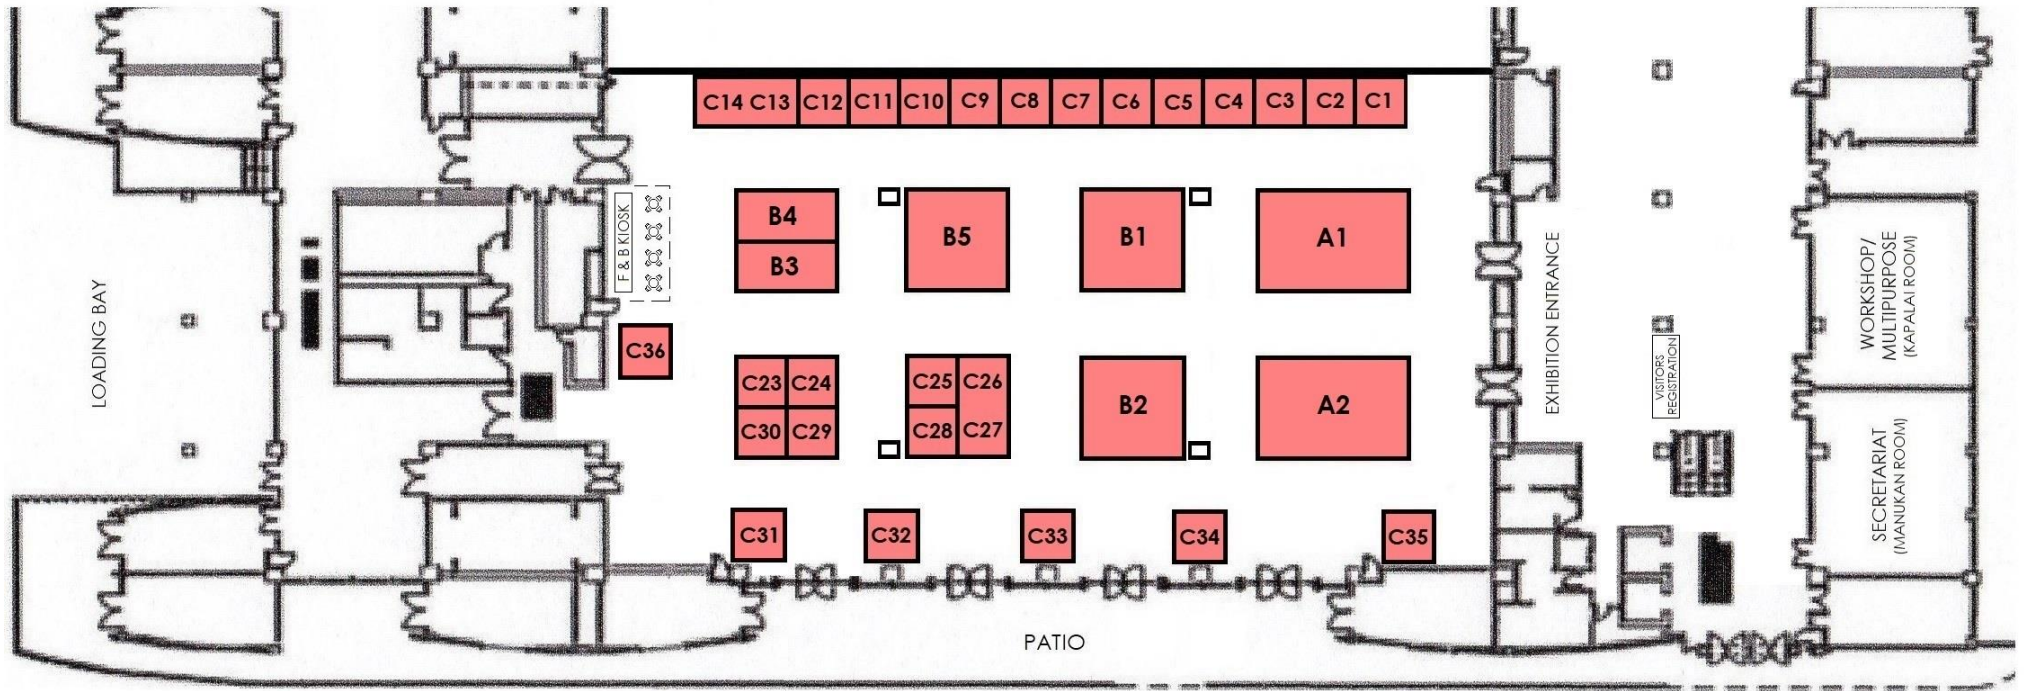 C14 C13 C12 C11 C10 C9 C8 C7 C6 C5 C4 C3 C2 C1
B4
B3
B5
B1
A1
F & B KIOSK
C36
LOADING BAY
C23 C24
C30 C29
C25 C26
C28 C27
B2
A2
EXHIBITION ENTRANCE
VISITORS
REGISTRATION
WORKSHOP/
MULTIPURPOSE
(KAPALAI ROOM)
SECRETARIAT
(MANUKAN ROOM)
C31 C32 C33 C34 C35
PATIO